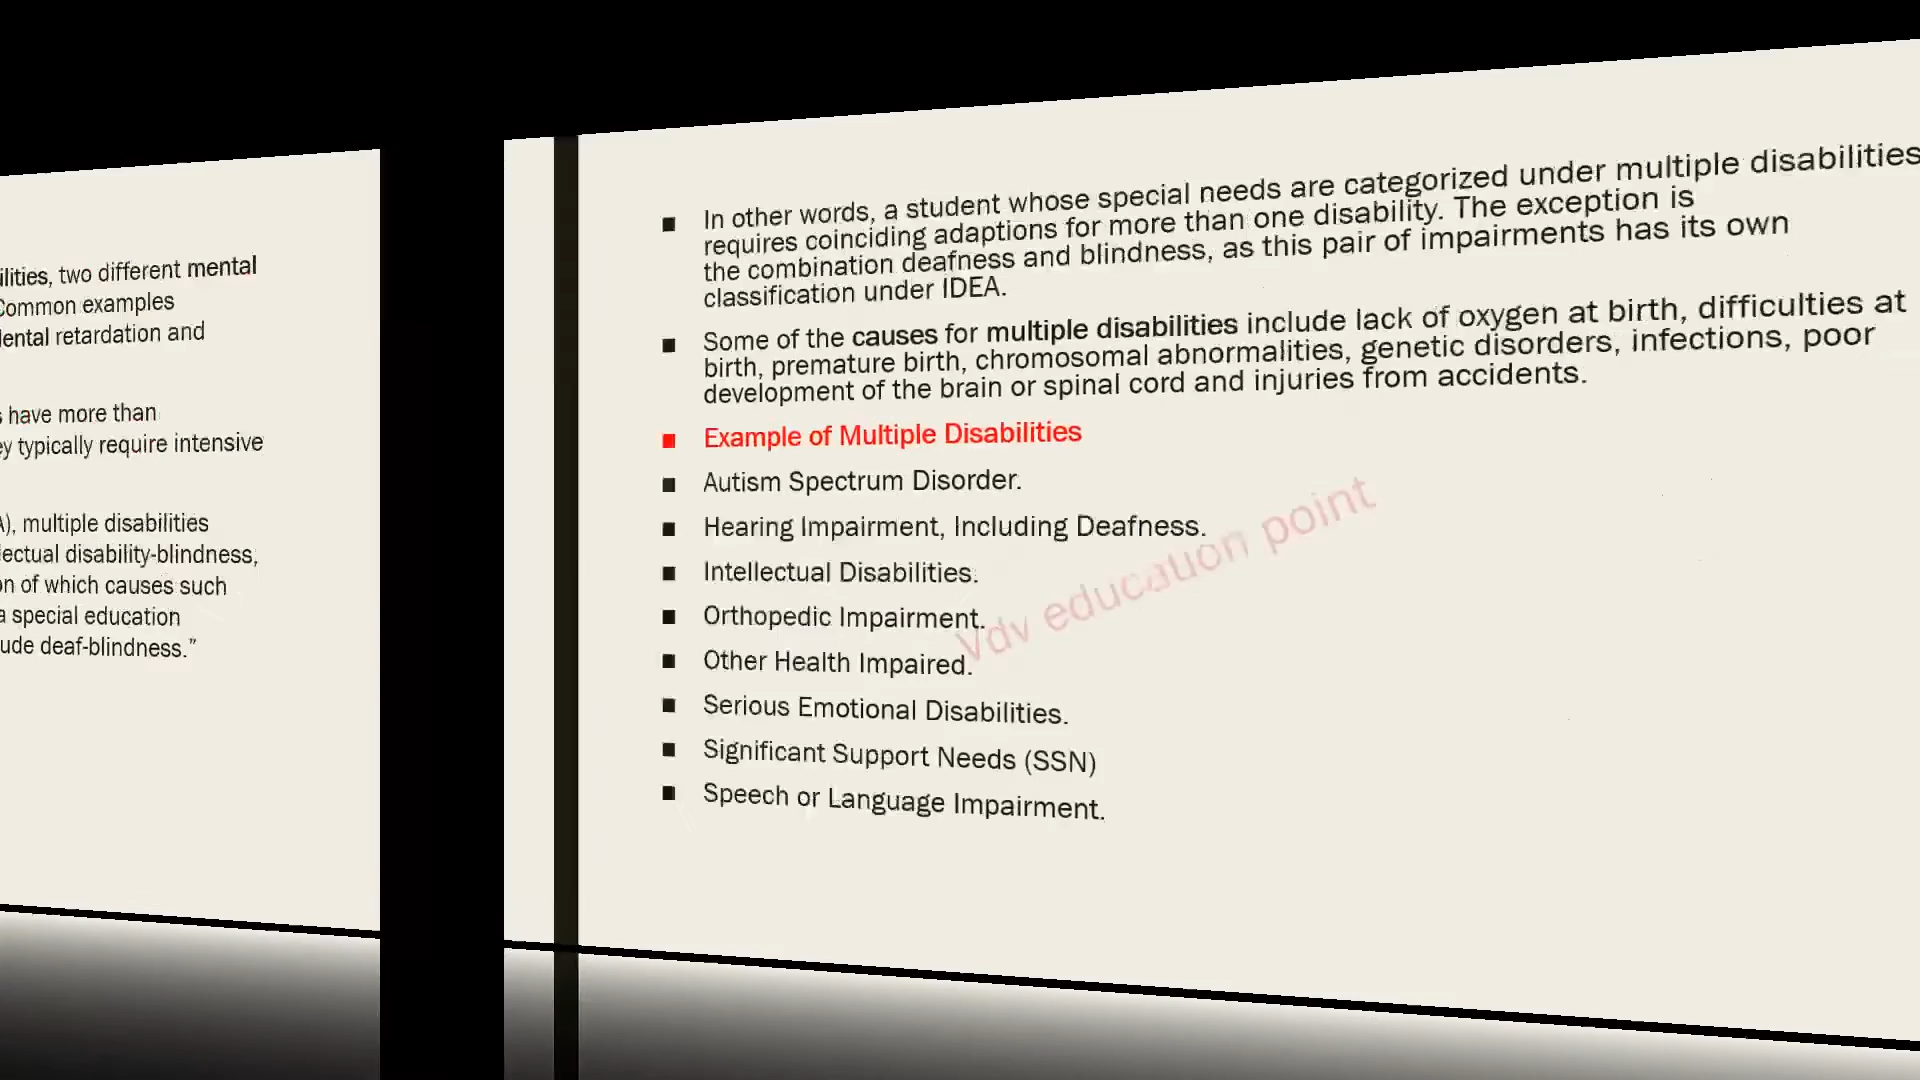 ilities, two different mental
Common examples
ental retardation and
have more than
ey typically require intensive
A), multiple disabilities
lectual disability-blindness,
on of which causes such
a special education
ude deaf-blindness.”
In other words, a student whose special needs are categorized under multiple disabilities
requires coinciding adaptions for more than one disability. The exception is
the combination deafness and blindness, as this pair of impairments has its own
classification under IDEA.
Some of the causes for multiple disabilities include lack of oxygen at birth, difficulties at
birth, premature birth, chromosomal abnormalities, genetic disorders, infections, poor
development of the brain or spinal cord and injuries from accidents.
Example of Multiple Disabilities
Autism Spectrum Disorder.
Hearing Impairment, Including Deafness.
Intellectual Disabilities.
Orthopedic Impairment.
Other Health Impaired.
Serious Emotional Disabilities.
Significant Support Needs (SSN)
Speech or Language Impairment.
Vdv education point